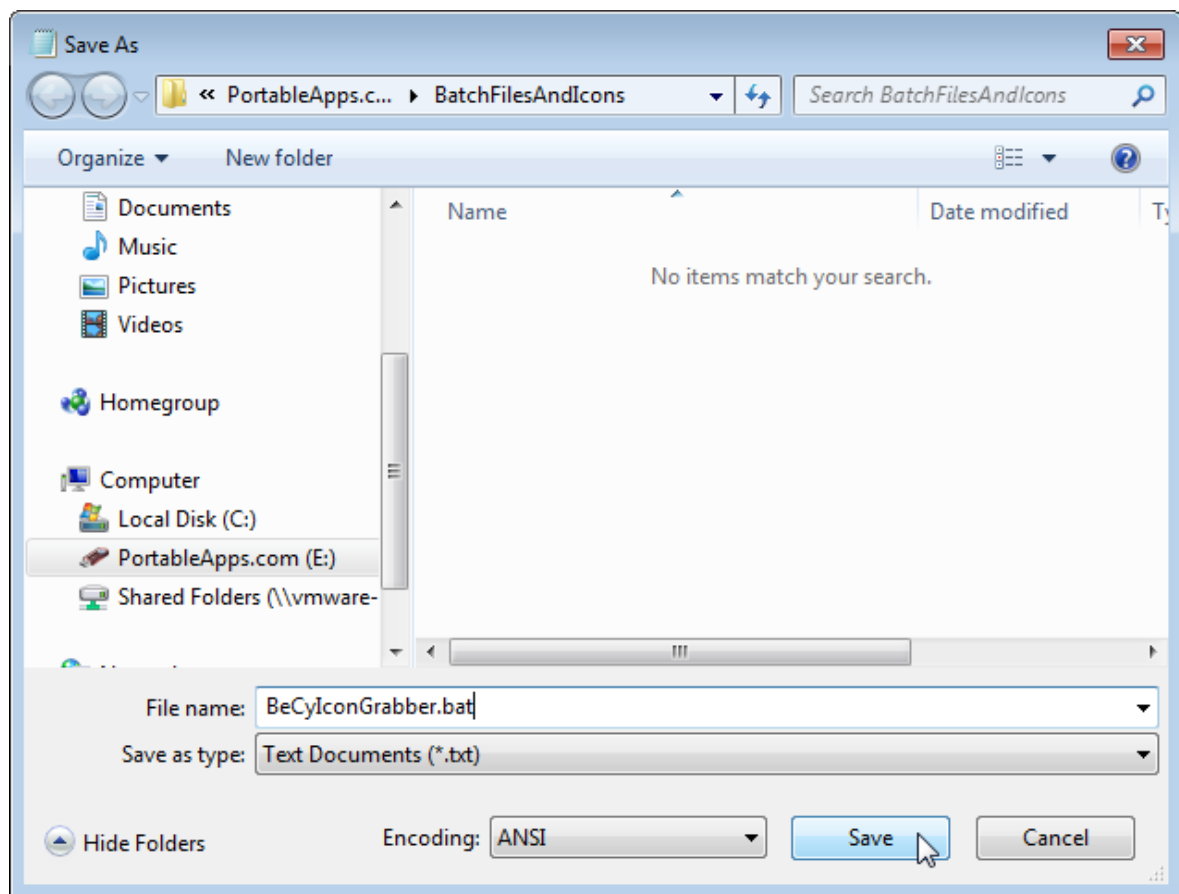 Save As
« PortableApps.c... BatchFilesAndIcons
Search BatchFilesAndIcons
Organize New folder
Documents
Music
Pictures
Videos
Homegroup
Computer
Local Disk (C:)
PortableApps.com (E:)
Shared Folders (\\vmware-
Name Date modified
No items match your search.
File name: BeCyIconGrabber.bat
Save as type: Text Documents (*.txt)
Hide Folders
Encoding: ANSI
Save Cancel